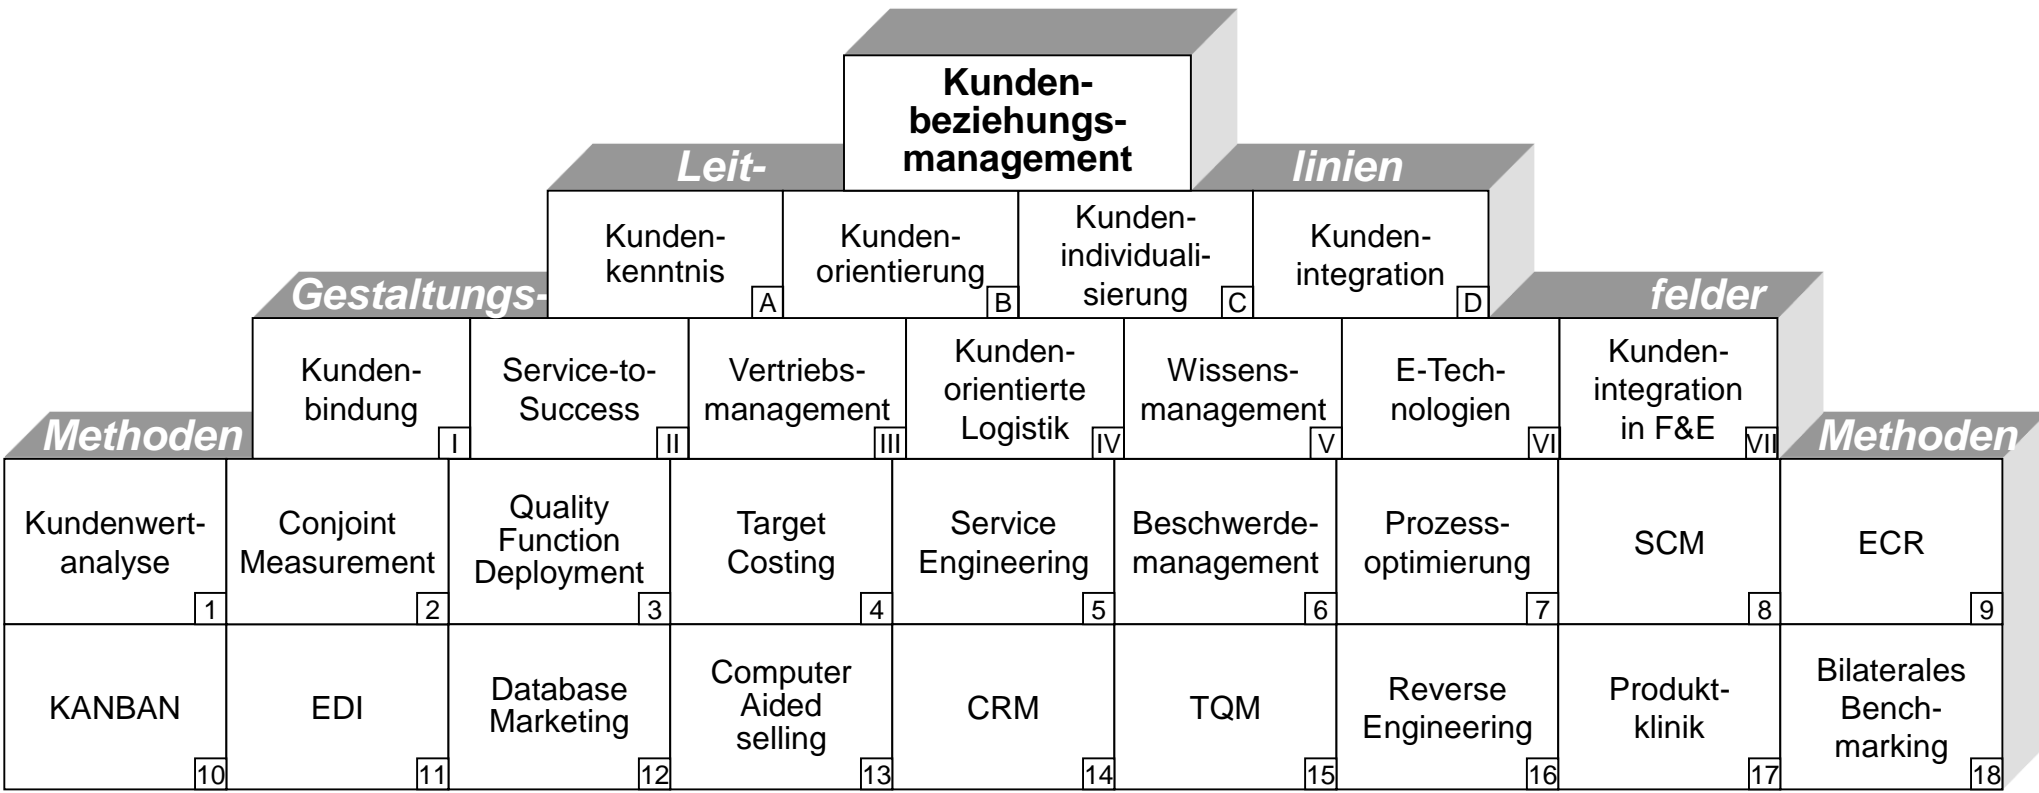 Kunden-
beziehungs-
management
Leit-
linien
Kunden-
kenntnis
A
Kunden-
orientierung
B
Kunden-
individuali-
sierung
C
Kunden-
integration
D
Gestaltungs-
felder
Kunden-
bindung
I
Service-to-
Success
II
Vertriebs-
management
III
Kunden-
orientierte
Logistik
IV
Wissens-
management
V
E-Tech-
nologien
VI
Kunden-
integration
in F&E
VII
Methoden
Methoden
Kundenwert-
analyse
1
Conjoint
Measurement
2
Quality
Function
Deployment
3
Target
Costing
4
Service
Engineering
5
Beschwerde-
management
6
Prozess-
optimierung
7
SCM
8
ECR
9
KANBAN
10
EDI
11
Database
Marketing
12
Computer
Aided
selling
13
CRM
14
TQM
15
Reverse
Engineering
16
Produkt-
klinik
17
Bilaterales
Bench-
marking
18